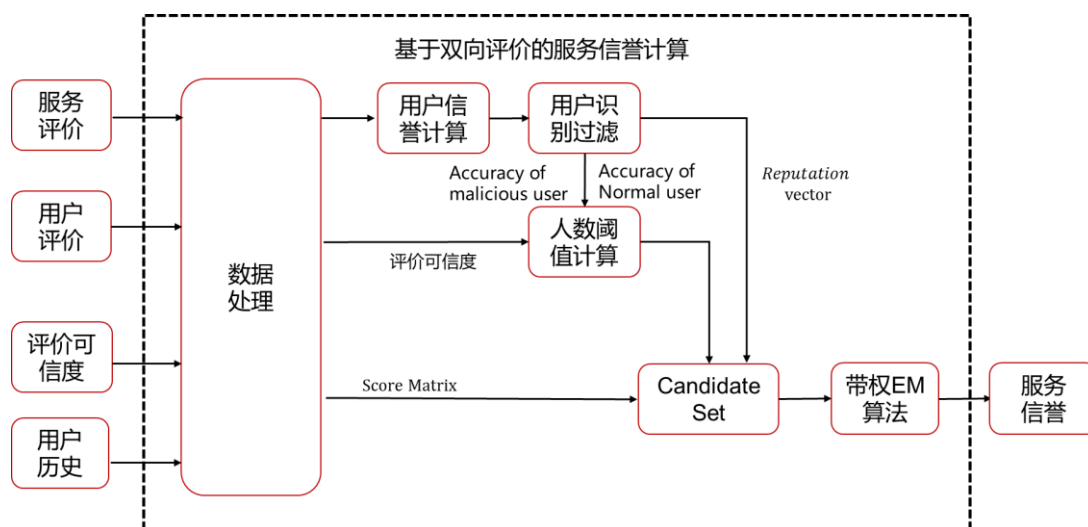 基于双向评价的服务信誉计算
服务
评价
用户
评价
评价可
信度
用户
历史
数据
处理
用户信
誉计算
用户识
别过滤
Accuracy of
malicious user
Accuracy of
Normal user
Reputation
vector
人数阈
值计算
评价可信度
Score Matrix
Candidate
Set
带权EM
算法
服务
信誉